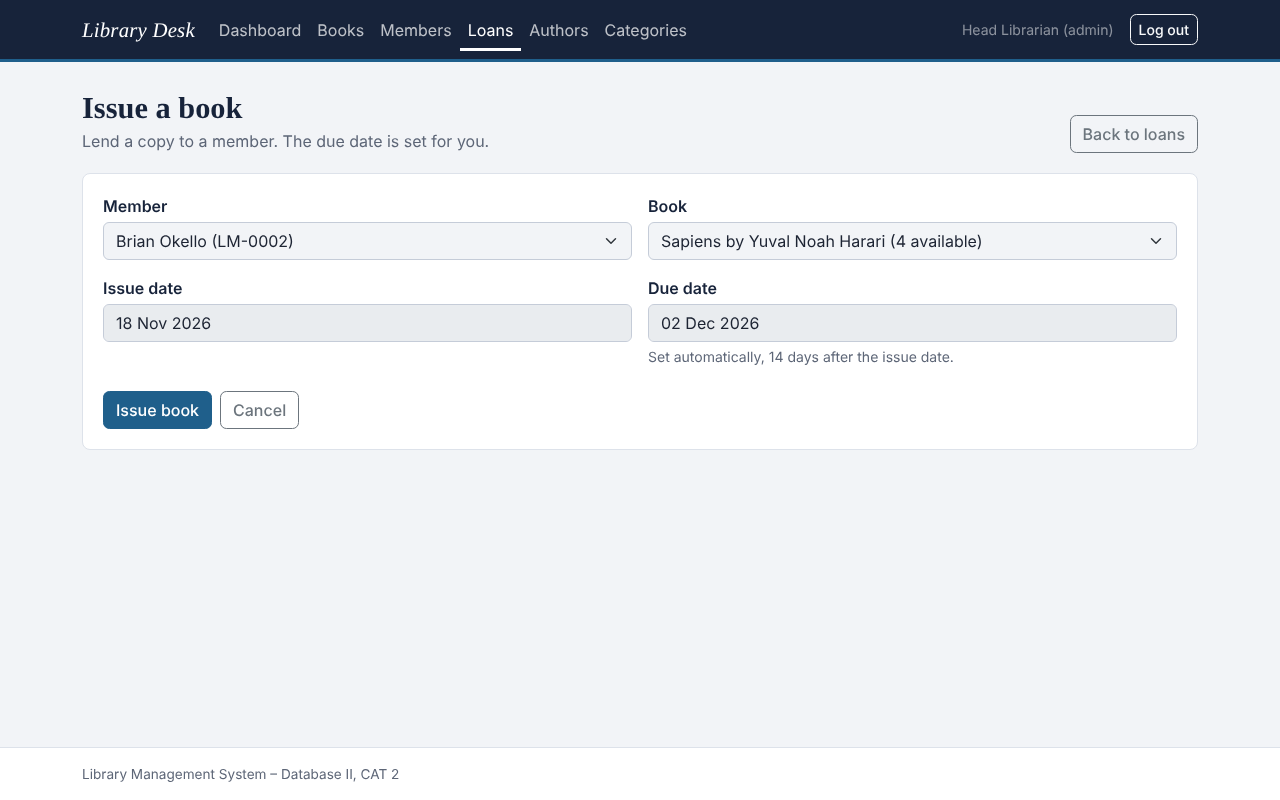 Library Desk Dashboard Books Members Loans Authors Categories Head Librarian (admin) Log out
Issue a book
Lend a copy to a member. The due date is set for you.
Back to loans
Member Book
Brian Okello (LM-0002) Sapiens by Yuval Noah Harari (4 available)
Issue date Due date
18 Nov 2026 02 Dec 2026
Set automatically, 14 days after the issue date.
Issue book Cancel
Library Management System – Database II, CAT 2